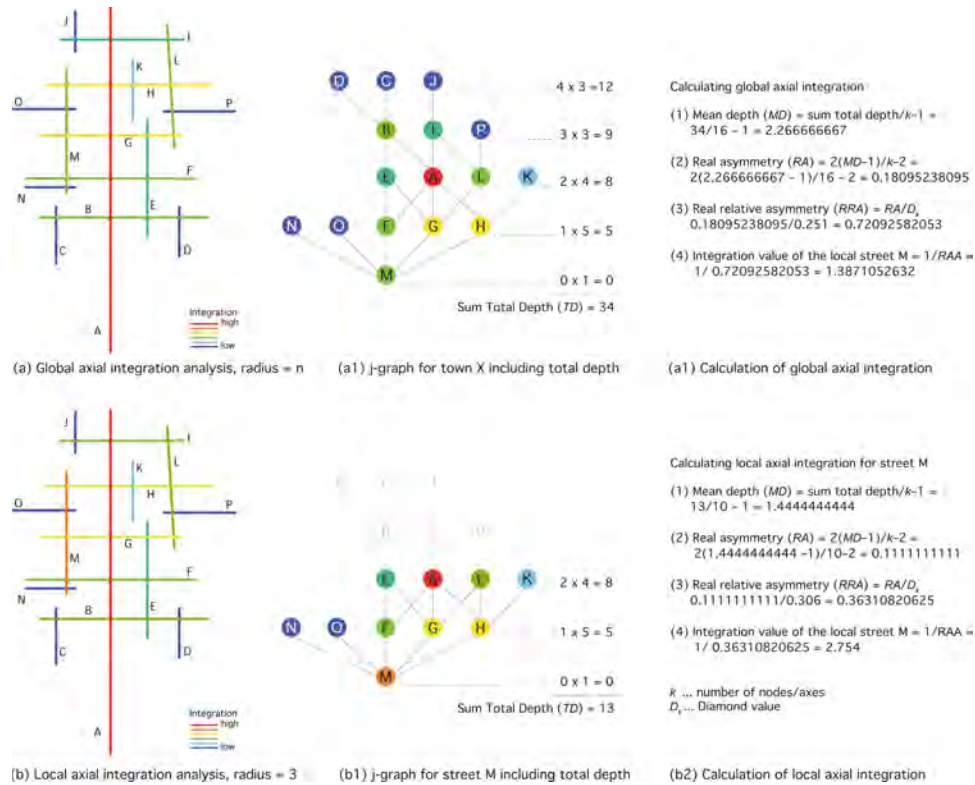 J
I
L
K
H
O
P
G
M
F
N
B
E
C
D
A
Integration
high
low
(a) Global axial integration analysis, radius = n
D C J
4 x 3 =12
B I P
3 x 3 = 9
E A L K
2 x 4 = 8
N O F G H
1 x 5 = 5
M
0 x 1 = 0
Sum Total Depth (TD) = 34
(a1) j-graph for town X including total depth
Calculating global axial integration
(1) Mean depth (MD) = sum total depth/k–1 =
34/16 – 1 = 2.266666667
(2) Real asymmetry (RA) = 2(MD–1)/k–2 =
2(2,266666667 – 1)/16 – 2 = 0.18095238095
(3) Real relative asymmetry (RRA) = RA/Ds
0.18095238095/0.251 = 0.72092582053
(4) Integration value of the local street M = 1/RAA =
1/ 0.72092582053 = 1.3871052632
(a1) Calculation of global axial integration
J
I
L
K
H
O
P
G
M
F
N
B
E
C
D
A
Integration
high
low
(b) Local axial integration analysis, radius = 3
E A L K
2 x 4 = 8
N O F G H
1 x 5 = 5
M
0 x 1 = 0
Sum Total Depth (TD) = 13
(b1) j-graph for street M including total depth
Calculating local axial integration for street M
(1) Mean depth (MD) = sum total depth/k–1 =
13/10 – 1 = 1.4444444444
(2) Real asymmetry (RA) = 2(MD–1)/k–2 =
2(1,4444444444 –1)/10–2 = 0.1111111111
(3) Real relative asymmetry (RRA) = RA/Ds
0.1111111111/0.306 = 0.36310820625
(4) Integration value of the local street M = 1/RAA =
1/ 0.36310820625 = 2.754
k ... number of nodes/axes
Ds ... Diamond value
(b2) Calculation of local axial integration